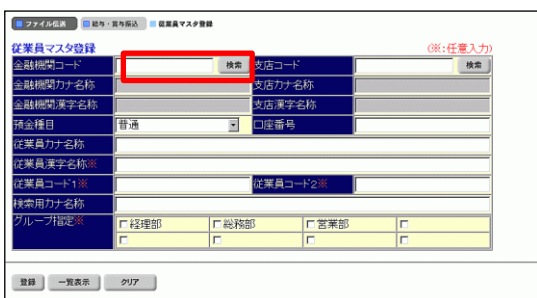 ファイル伝送 給与・賞与振込 従業員マスタ登録
従業員マスタ登録 (※:任意入力)
金融機関コード 検索 支店コード 検索
金融機関カナ名称 支店カナ名称
金融機関漢字名称 支店漢字名称
預金種目 普通 口座番号
従業員カナ名称
従業員漢字名称※
従業員コード1※ 従業員コード2※
検索用カナ名称
グループ指定※ 経理部 総務部 営業部
登録 一覧表示 クリア